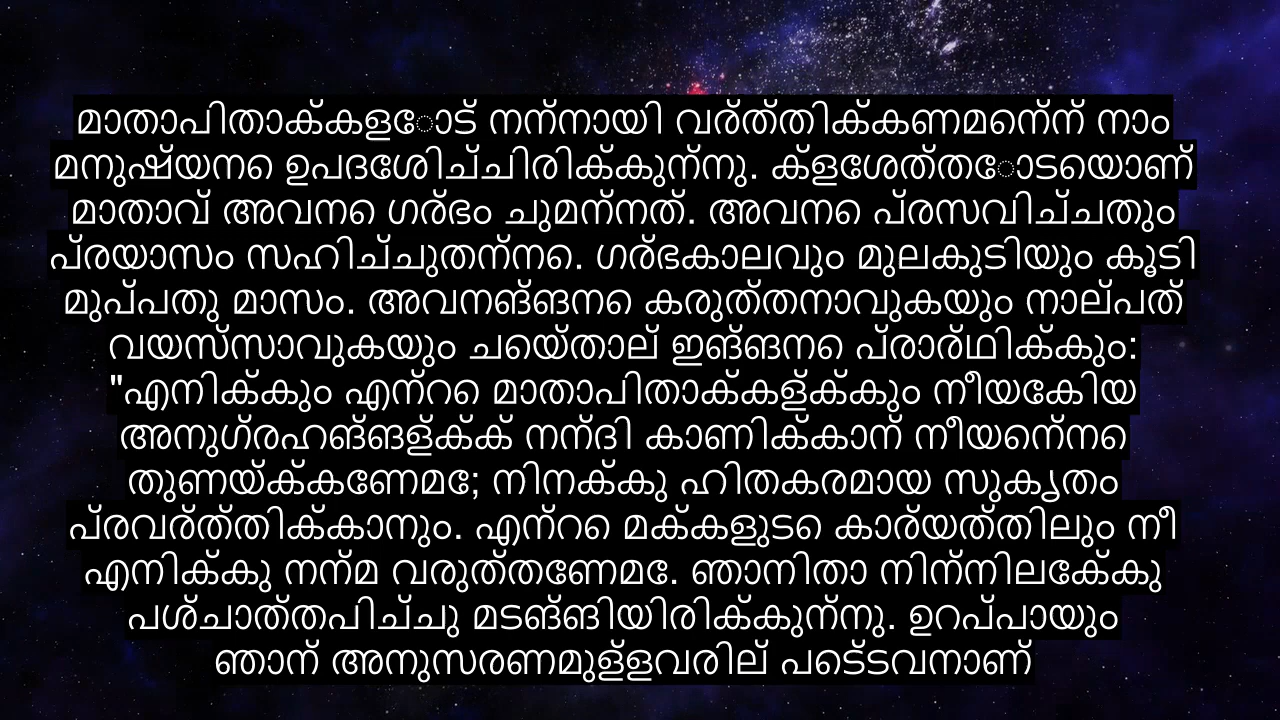 മാതാപിതാക്കളോട് നന്നായി വര്ത്തിക്കണമെന്ന് നാം
മനുഷ്യനെ ഉപദേശിച്ചിരിക്കുന്നു. ക്ളേശത്തോടെയാണ്
മാതാവ് അവനെ ഗര്ഭം ചുമന്നത്. അവനെ പ്രസവിച്ചതും
പ്രയാസം സഹിച്ചുതന്നെ. ഗര്ഭകാലവും മുലകുടിയും കൂടി
മുപ്പതു മാസം. അവനങ്ങനെ കരുത്തനാവുകയും നാല്പത്
വയസ്സാവുകയും ചെയ്താല് ഇങ്ങനെ പ്രാര്ഥിക്കും:
"എനിക്കും എന്റെ മാതാപിതാക്കള്ക്കും നീയേകിയ
അനുഗ്രഹങ്ങള്ക്ക് നന്ദി കാണിക്കാന് നീയെന്നെ
തുണയ്ക്കേണമേ; നിനക്കു ഹിതകരമായ സുകൃതം
പ്രവര്ത്തിക്കാനും. എന്റെ മക്കളുടെ കാര്യത്തിലും നീ
എനിക്കു നന്മ വരുത്തേണമേ. ഞാനിതാ നിന്നിലേക്കു
പശ്ചാത്തപിച്ചു മടങ്ങിയിരിക്കുന്നു. ഉറപ്പായും
ഞാന് അനുസരണമുള്ളവരില് പെട്ടവനാണ്